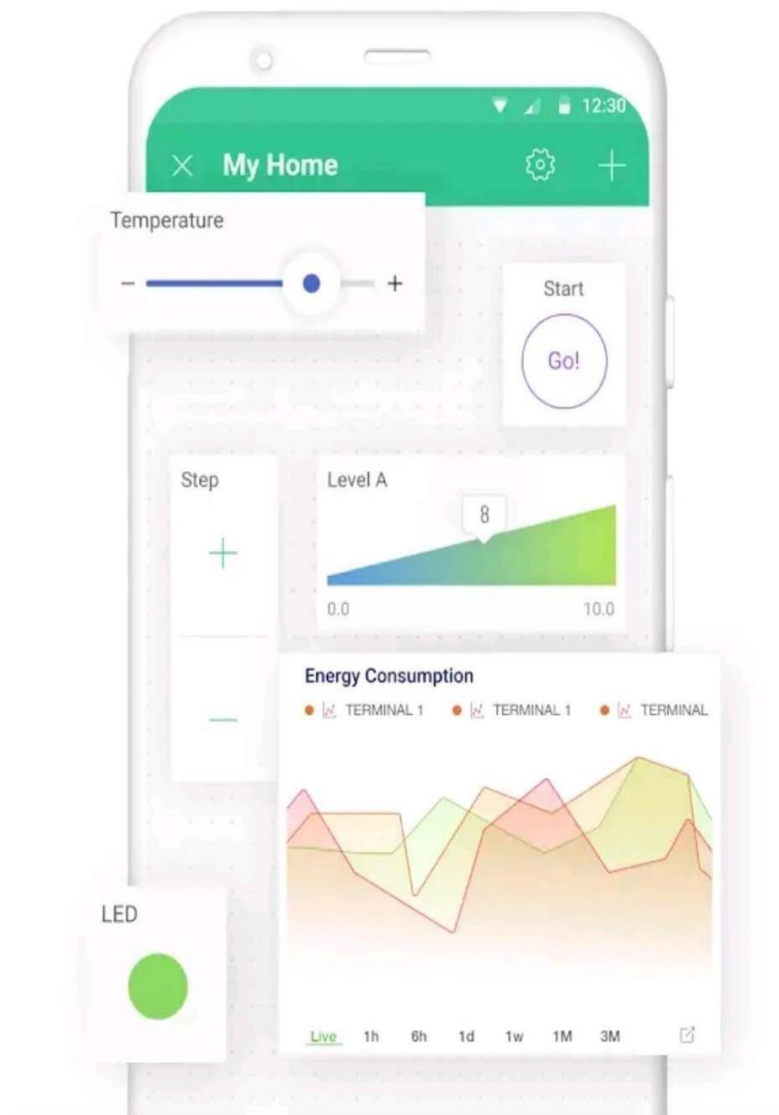 12:30
My Home
Temperature
− +
Start
Go!
Step
+
−
Level A
8
0.0 10.0
Energy Consumption
TERMINAL 1 TERMINAL 1 TERMINAL
LED
Live 1h 6h 1d 1w 1M 3M